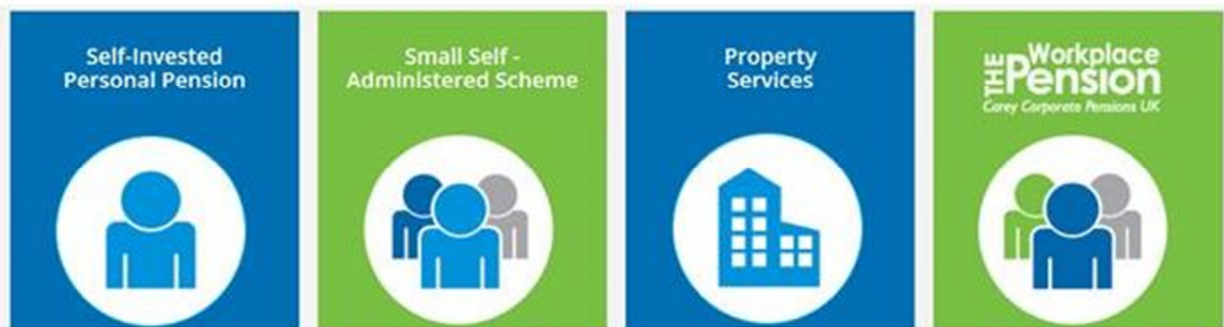 Self-Invested
Personal Pension
Small Self -
Administered Scheme
Property
Services
THE Workplace
Pension
Carey Corporate Pensions UK